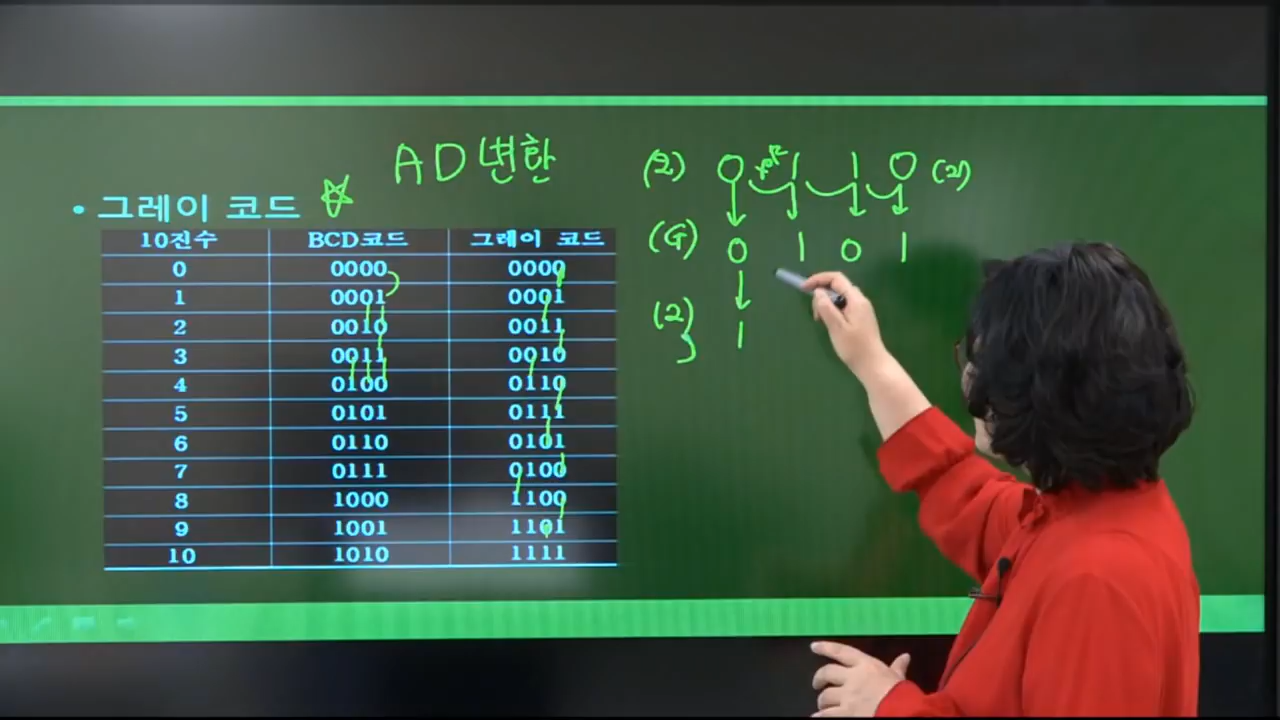 AD변환
• 그레이 코드 ☆
10진수 BCD코드 그레이 코드
0 0000 0000
1 0001 0001
2 0010 0011
3 0011 0010
4 0100 0110
5 0101 0111
6 0110 0101
7 0111 0100
8 1000 1100
9 1001 1101
10 1010 1111
(2) 0 xor 1 1 0 (2)
(G) 0 1 0 1
(2) 1